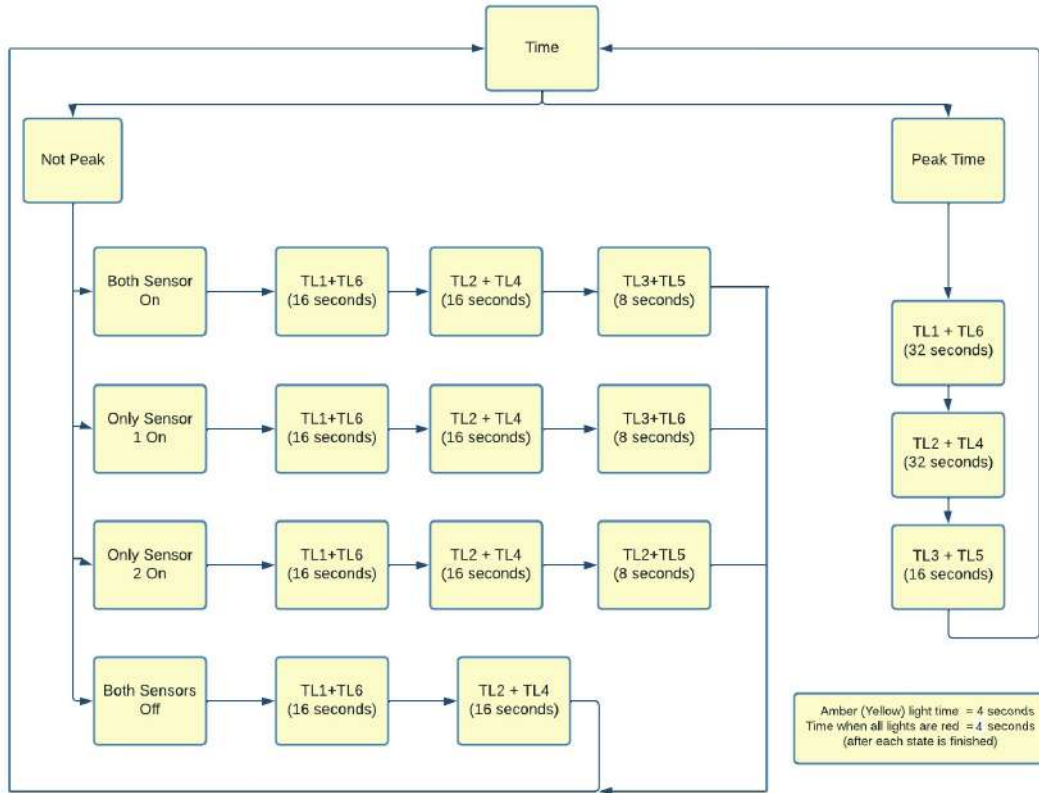 Time
Not Peak
Peak Time
Both Sensor
On
TL1+TL6
(16 seconds)
TL2 + TL4
(16 seconds)
TL3+TL5
(8 seconds)
Only Sensor
1 On
TL1+TL6
(16 seconds)
TL2 + TL4
(16 seconds)
TL3+TL6
(8 seconds)
Only Sensor
2 On
TL1+TL6
(16 seconds)
TL2 + TL4
(16 seconds)
TL2+TL5
(8 seconds)
Both Sensors
Off
TL1+TL6
(16 seconds)
TL2 + TL4
(16 seconds)
TL1 + TL6
(32 seconds)
TL2 + TL4
(32 seconds)
TL3 + TL5
(16 seconds)
Amber (Yellow) light time = 4 seconds
Time when all lights are red = 4 seconds
(after each state is finished)